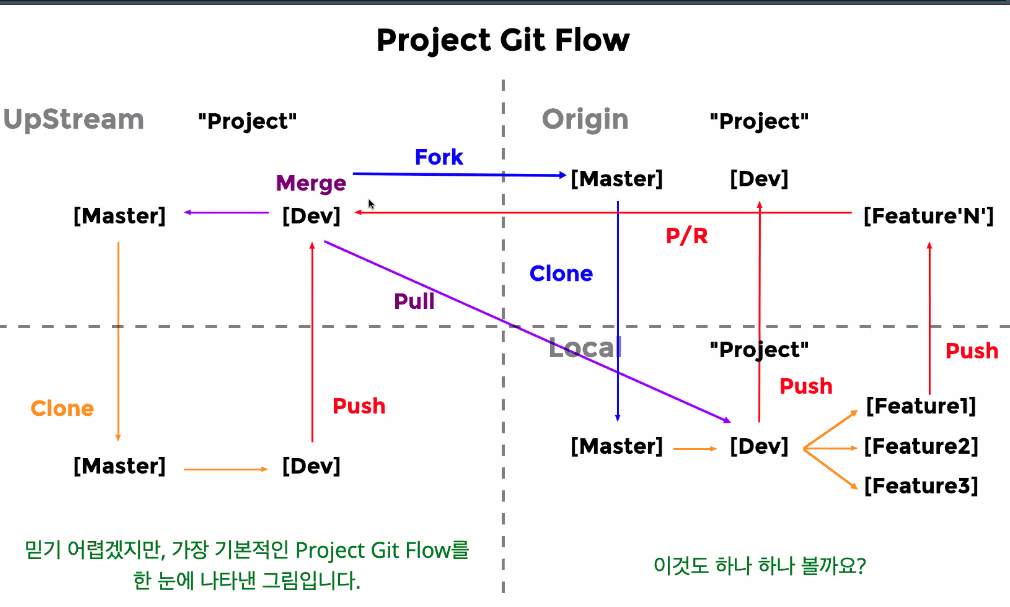 Project Git Flow
UpStream "Project"
Origin "Project"
Fork
Merge
[Master] [Dev]
[Master] [Dev]
[Feature'N']
P/R
Clone
Pull
Local "Project"
Push
Push
Clone
Push
[Feature1]
[Master] [Dev]
[Feature2]
[Master] [Dev]
[Feature3]
믿기 어렵겠지만, 가장 기본적인 Project Git Flow를
한 눈에 나타낸 그림입니다.
이것도 하나 하나 볼까요?